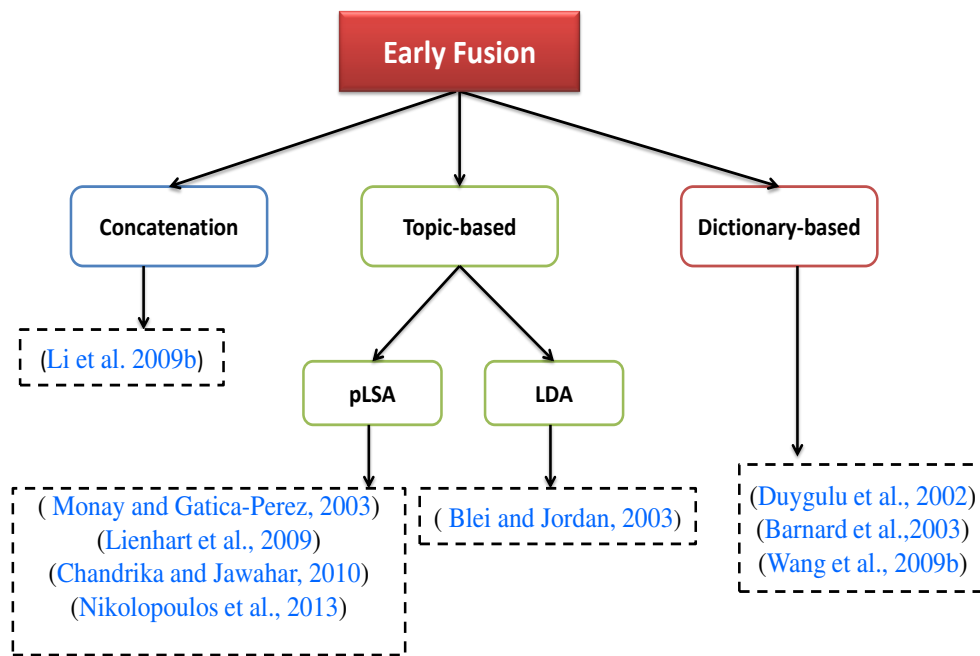 Early Fusion
Concatenation
Topic-based
Dictionary-based
(Li et al. 2009b)
pLSA
LDA
( Monay and Gatica-Perez, 2003)
(Lienhart et al., 2009)
(Chandrika and Jawahar, 2010)
(Nikolopoulos et al., 2013)
( Blei and Jordan, 2003)
(Duygulu et al., 2002)
(Barnard et al.,2003)
(Wang et al., 2009b)